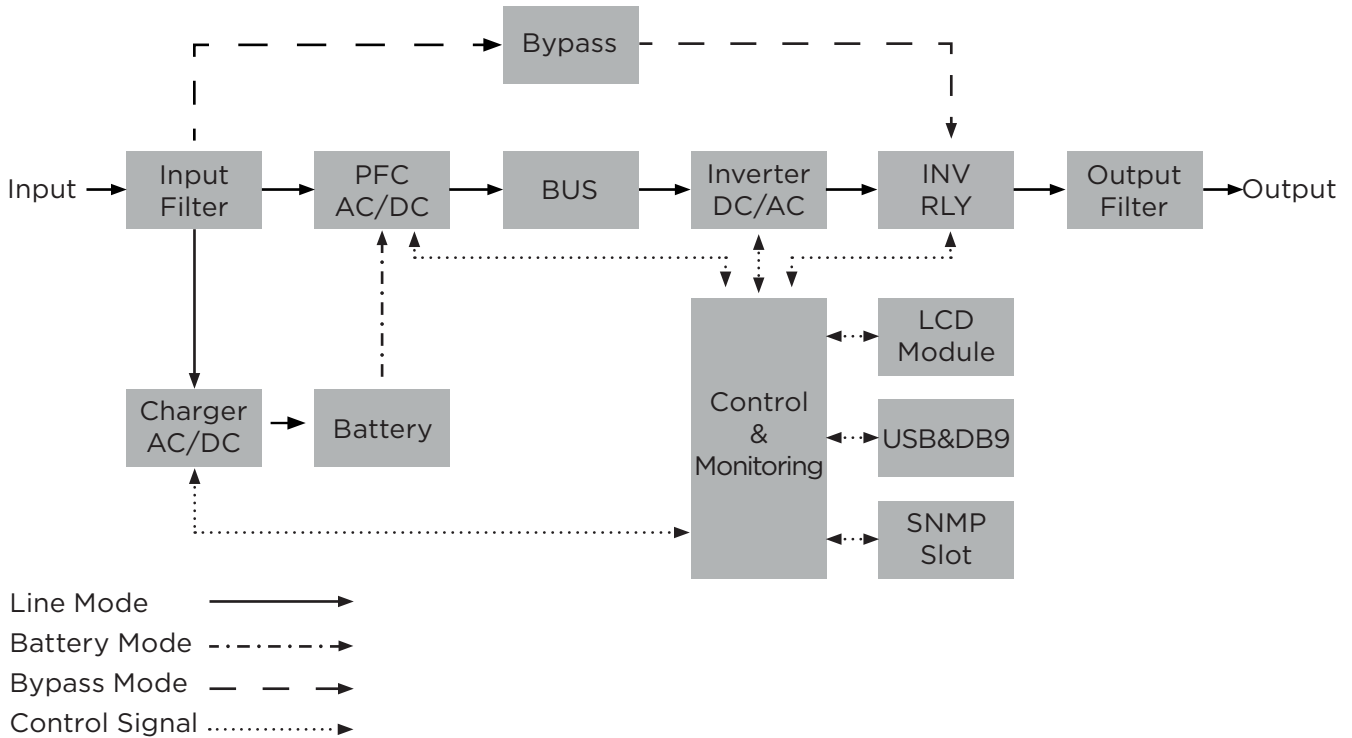 Bypass
Input
Input
Filter
PFC
AC/DC
BUS
Inverter
DC/AC
INV
RLY
Output
Filter
Output
Charger
AC/DC
Battery
Control
&
Monitoring
LCD
Module
USB&DB9
SNMP
Slot
Line Mode
Battery Mode
Bypass Mode
Control Signal